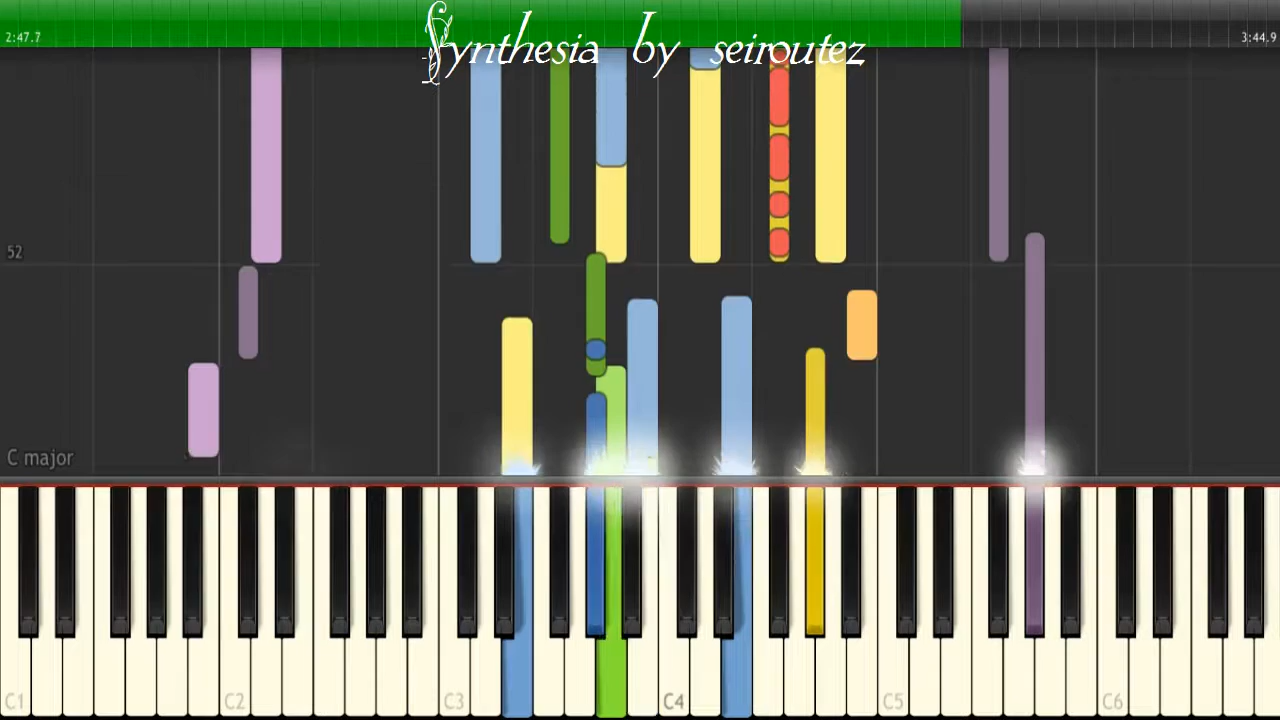 Synthesia by seiroutez
2:47.7 3:44.9
52
C major
C1 C2 C3 C4 C5 C6